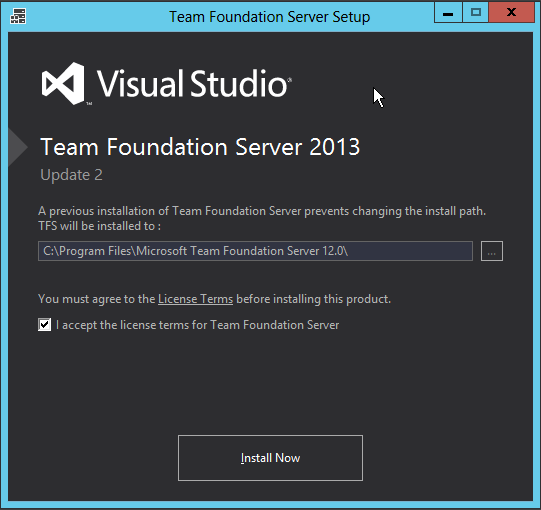 Team Foundation Server Setup
Visual Studio
Team Foundation Server 2013
Update 2
A previous installation of Team Foundation Server prevents changing the install path.
TFS will be installed to :
C:\Program Files\Microsoft Team Foundation Server 12.0\
...
You must agree to the License Terms before installing this product.
I accept the license terms for Team Foundation Server
Install Now